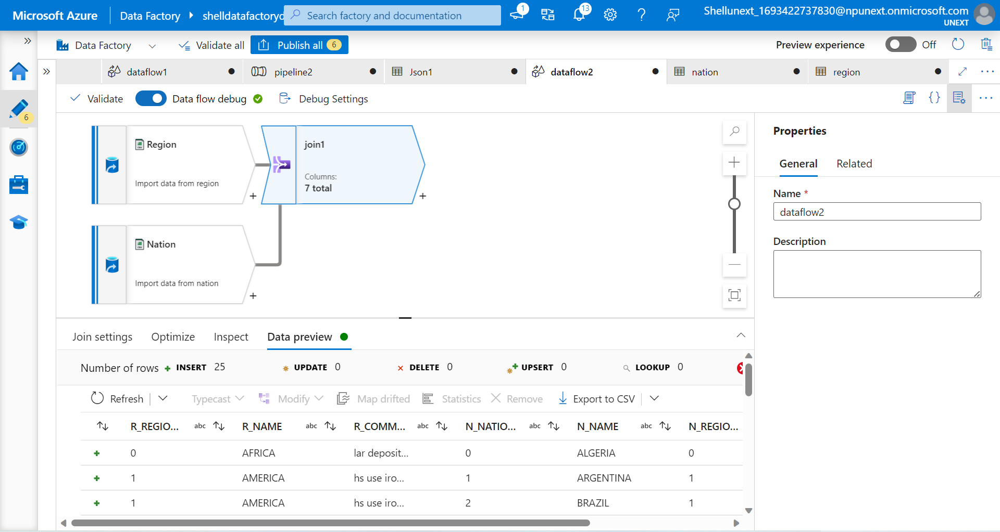 Microsoft Azure
Data Factory
shelldatafactoryd
Search factory and documentation
1
13
Shellunext_1693422737830@npunext.onmicrosoft.com
UNEXT
Data Factory
Validate all
Publish all 6
Preview experience
Off
6
dataflow1
pipeline2
Json1
dataflow2
nation
region
Validate
Data flow debug
Debug Settings
Region
Import data from region
+
join1
Columns:
7 total
+
Nation
Import data from nation
+
Properties
General
Related
Name *
dataflow2
Description
Join settings
Optimize
Inspect
Data preview
Number of rows
INSERT 25
UPDATE 0
DELETE 0
UPSERT 0
LOOKUP 0
Refresh
Typecast
Modify
Map drifted
Statistics
Remove
Export to CSV
R_REGIO... abc R_NAME abc R_COMM... abc N_NATIO... abc N_NAME abc N_REGIO...
0 AFRICA lar deposit... 0 ALGERIA 0
1 AMERICA hs use iro... 1 ARGENTINA 1
1 AMERICA hs use iro... 2 BRAZIL 1